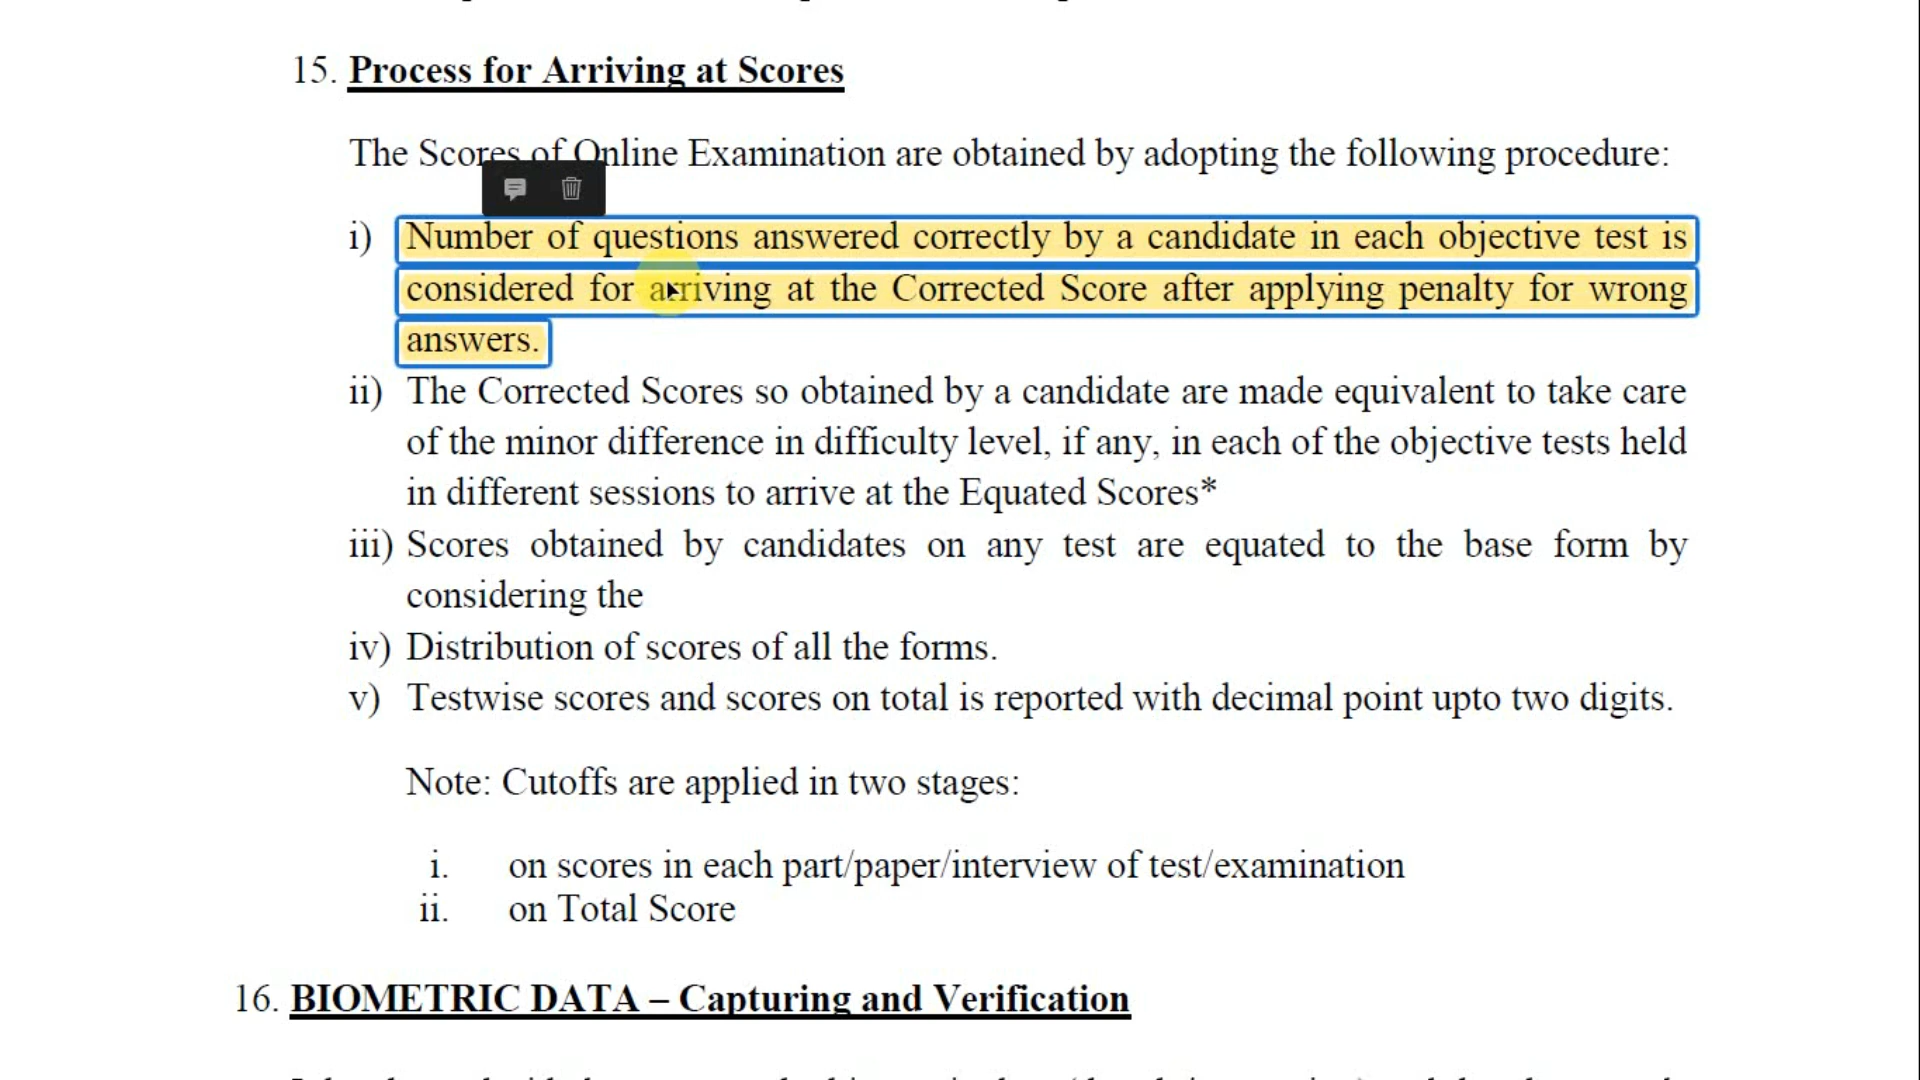 15. Process for Arriving at Scores
The Scores of Online Examination are obtained by adopting the following procedure:
i) Number of questions answered correctly by a candidate in each objective test is
considered for arriving at the Corrected Score after applying penalty for wrong
answers.
ii) The Corrected Scores so obtained by a candidate are made equivalent to take care
of the minor difference in difficulty level, if any, in each of the objective tests held
in different sessions to arrive at the Equated Scores*
iii) Scores obtained by candidates on any test are equated to the base form by
considering the
iv) Distribution of scores of all the forms.
v) Testwise scores and scores on total is reported with decimal point upto two digits.
Note: Cutoffs are applied in two stages:
i. on scores in each part/paper/interview of test/examination
ii. on Total Score
16. BIOMETRIC DATA – Capturing and Verification